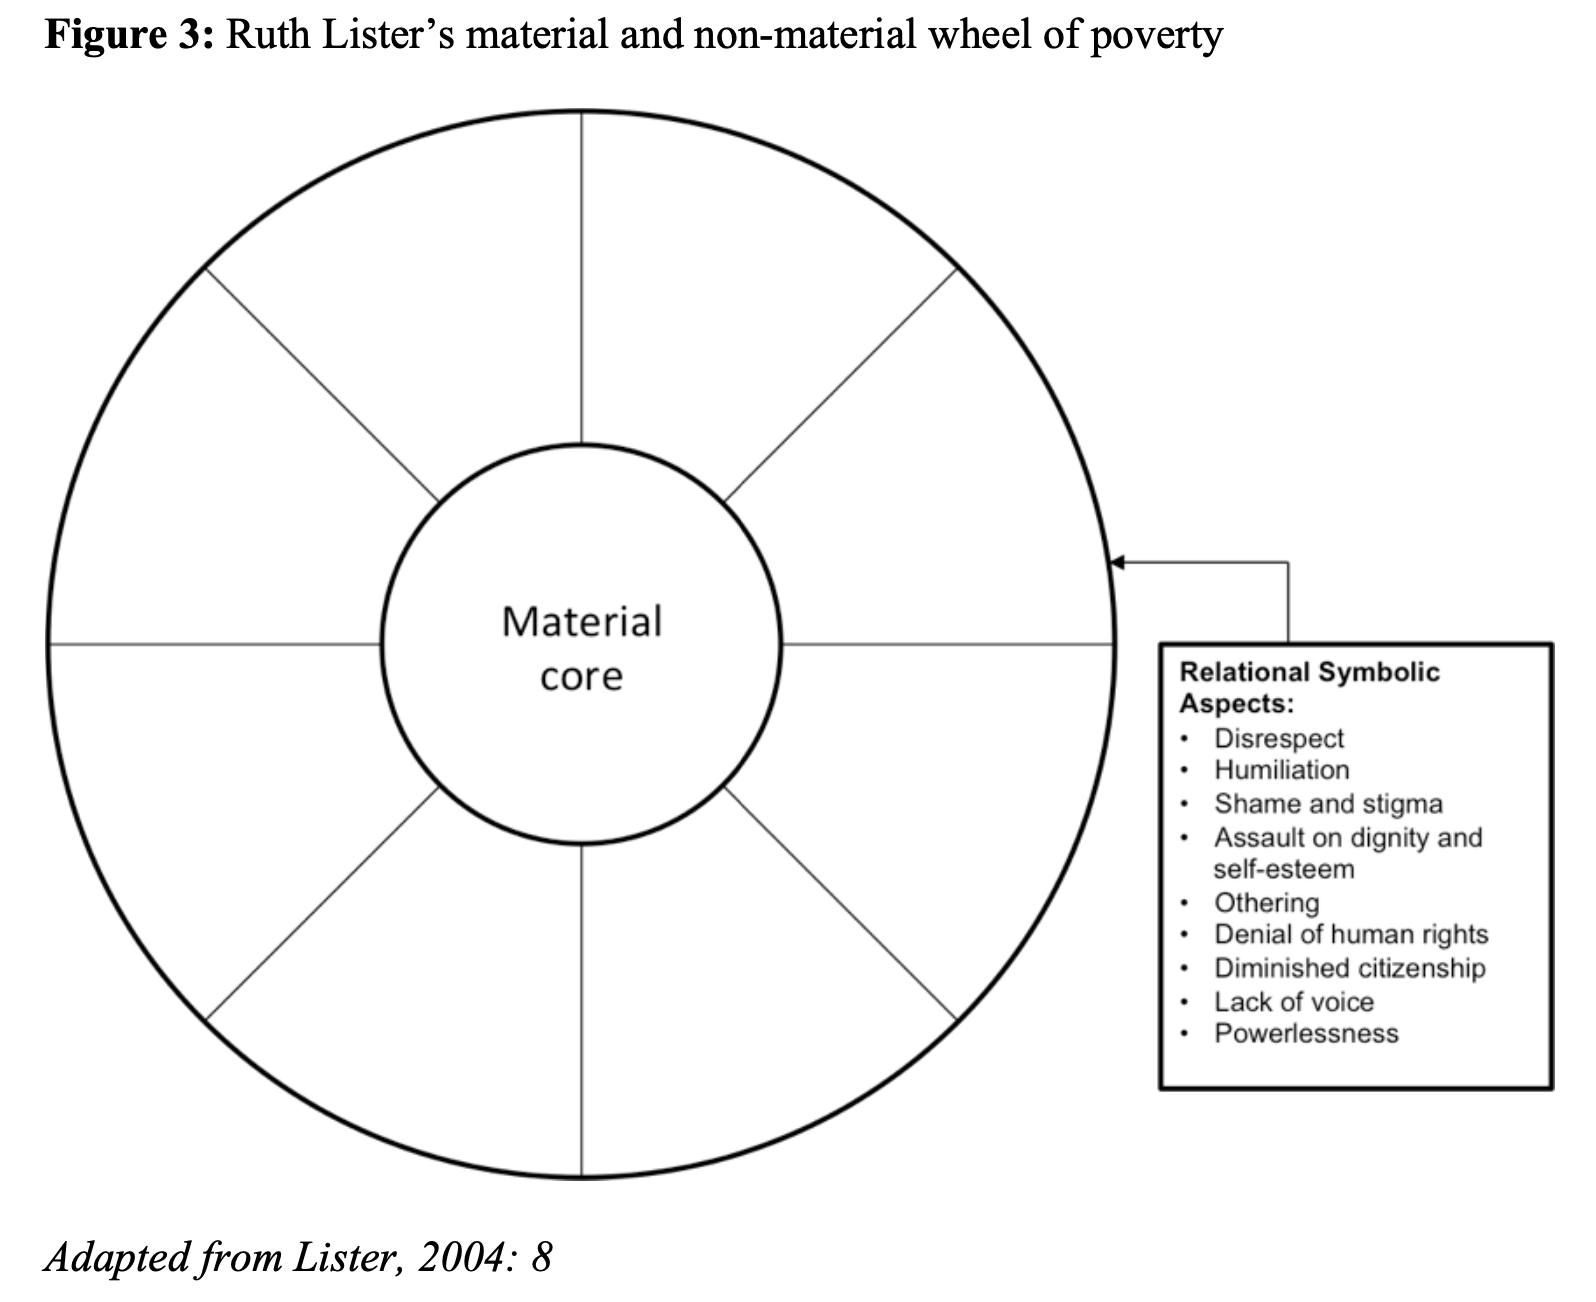 Figure 3: Ruth Lister’s material and non-material wheel of poverty
Material
core
Relational Symbolic
Aspects:
• Disrespect
• Humiliation
• Shame and stigma
• Assault on dignity and
self-esteem
• Othering
• Denial of human rights
• Diminished citizenship
• Lack of voice
• Powerlessness
Adapted from Lister, 2004: 8